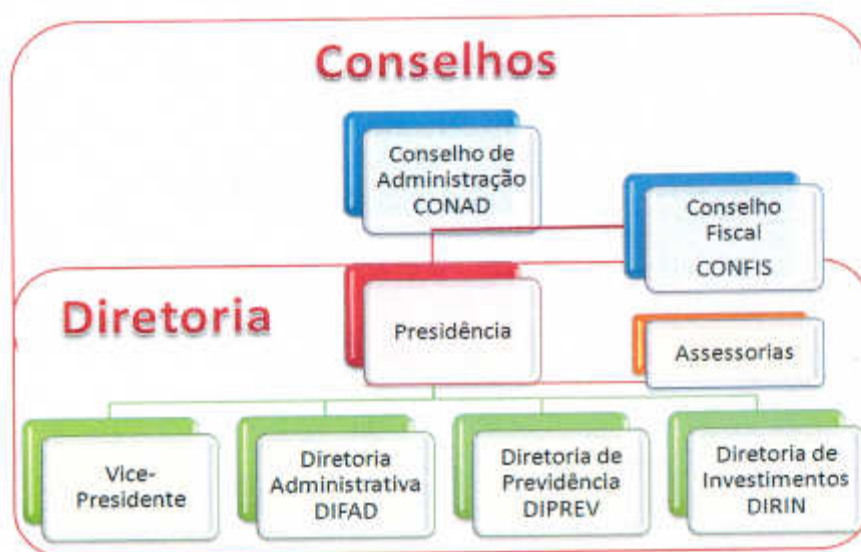 Conselhos
Conselho de
Administração
CONAD
Conselho
Fiscal
CONFIS
Diretoria
Presidência
Assessorias
Vice-
Presidente
Diretoria
Administrativa
DIFAD
Diretoria de
Previdência
DIPREV
Diretoria de
Investimentos
DIRIN